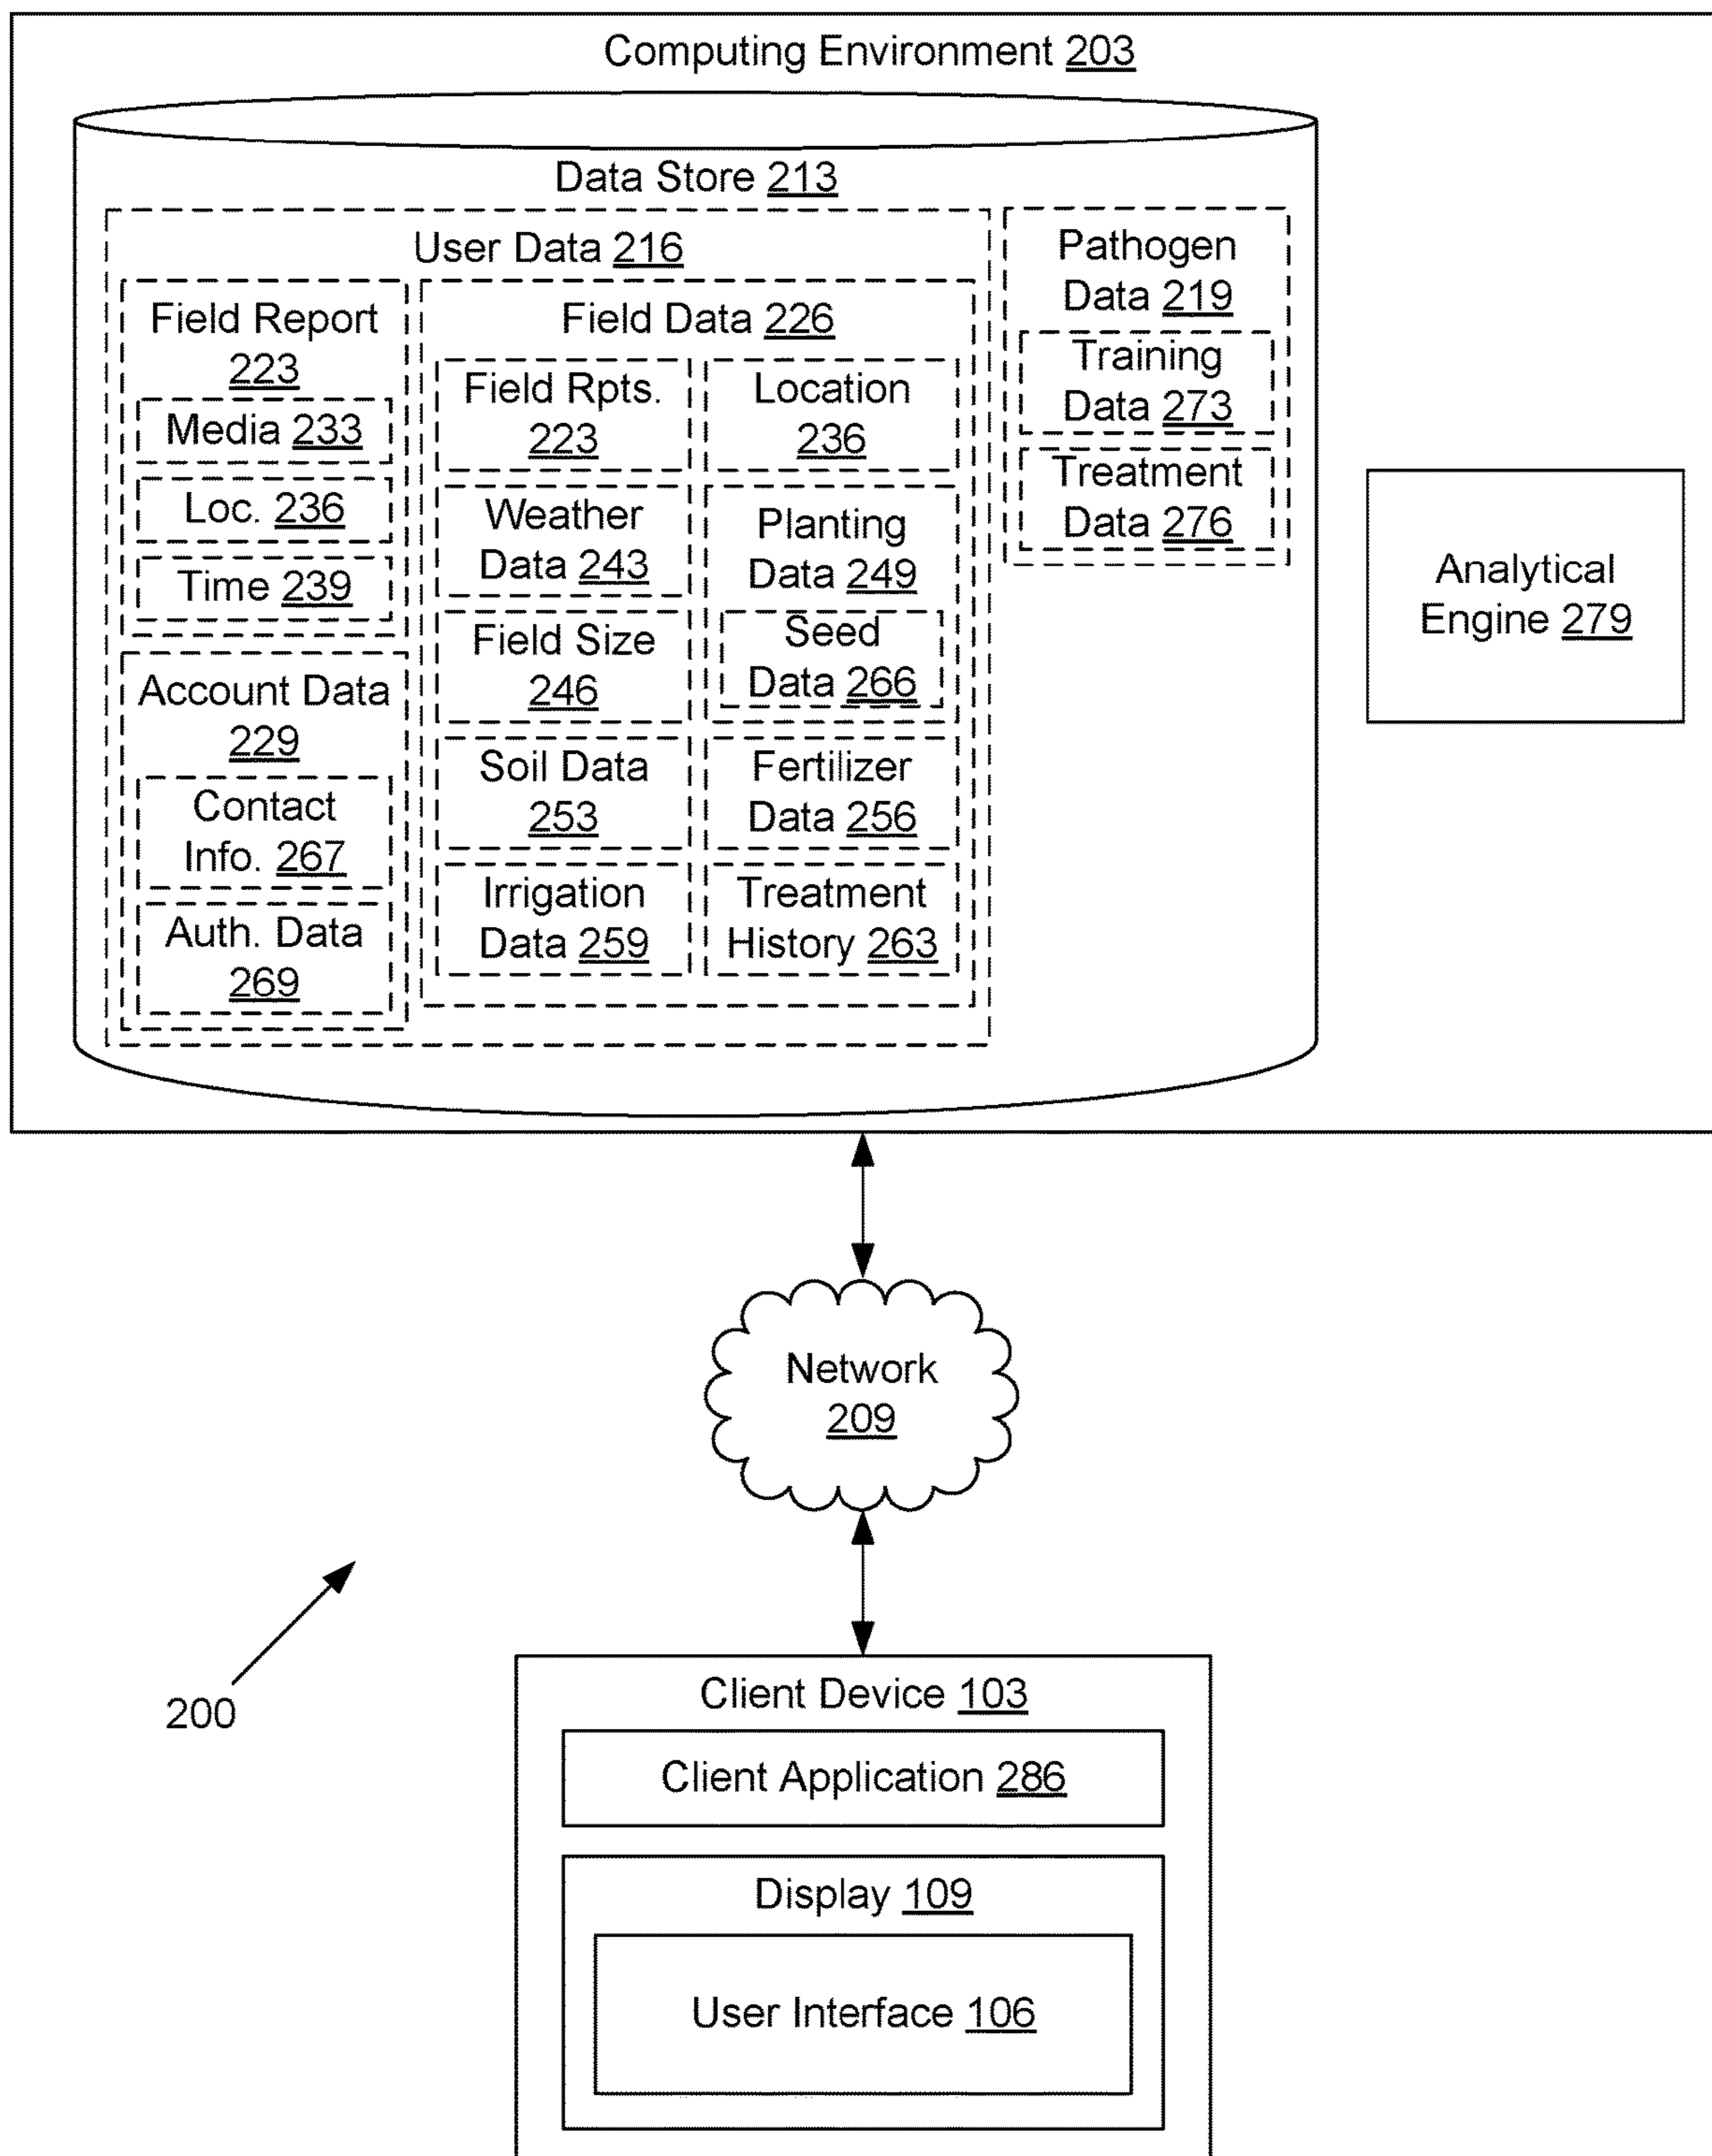 Computing Environment 203
Data Store 213
User Data 216
Field Report
223
Media 233
Loc. 236
Time 239
Account Data
229
Contact
Info. 267
Auth. Data
269
Field Data 226
Field Rpts.
223
Location
236
Weather
Data 243
Planting
Data 249
Seed
Data 266
Field Size
246
Soil Data
253
Fertilizer
Data 256
Irrigation
Data 259
Treatment
History 263
Pathogen
Data 219
Training
Data 273
Treatment
Data 276
Analytical
Engine 279
Network
209
200
Client Device 103
Client Application 286
Display 109
User Interface 106